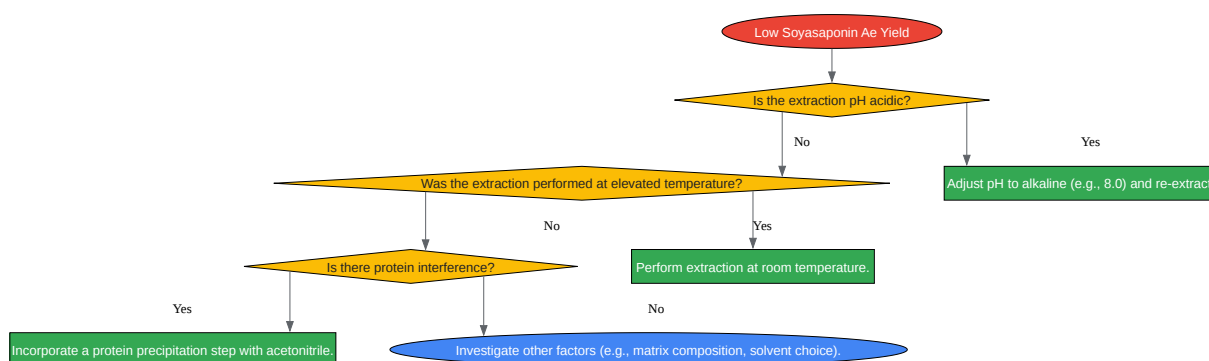 Low Soyasaponin Ae Yield
Is the extraction pH acidic?
No
Yes
Was the extraction performed at elevated temperature?
Adjust pH to alkaline (e.g., 8.0) and re-extract
No
Yes
Is there protein interference?
Perform extraction at room temperature.
Yes
No
Incorporate a protein precipitation step with acetonitrile.
Investigate other factors (e.g., matrix composition, solvent choice).